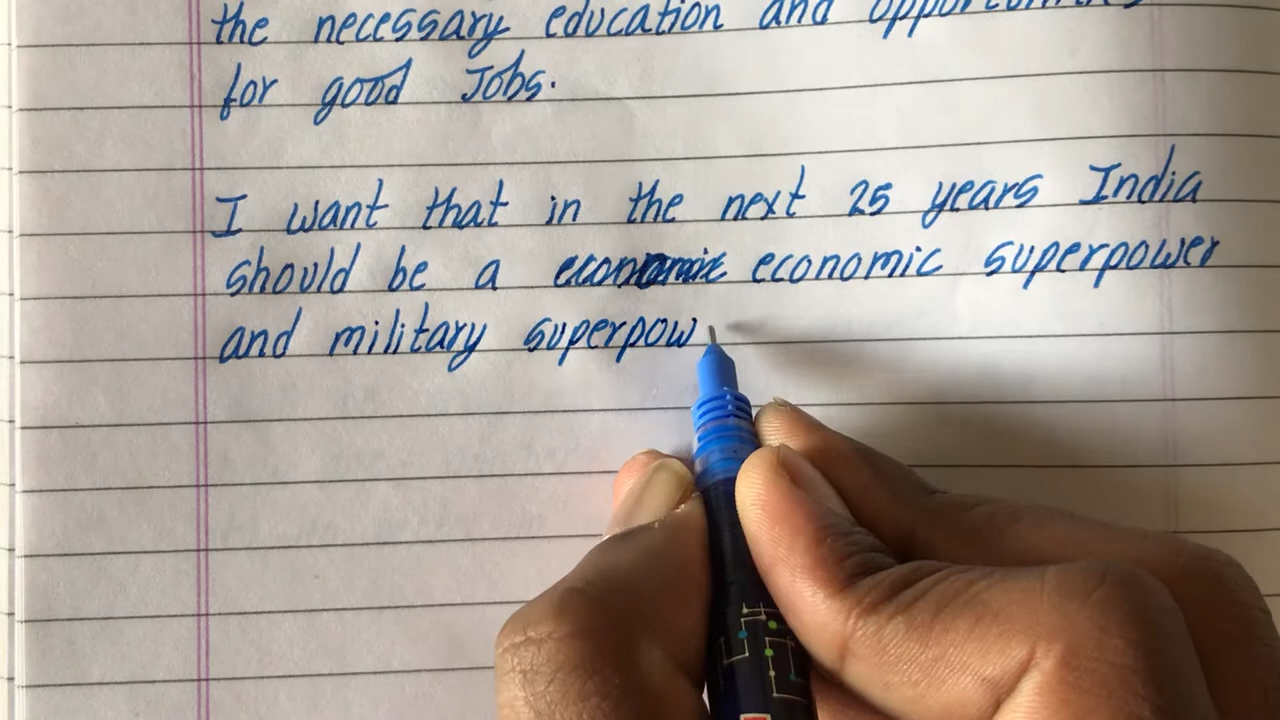 the necessary education and opportunities
for good Jobs.
I want that in the next 25 years India
should be a economic superpower
and military superpow